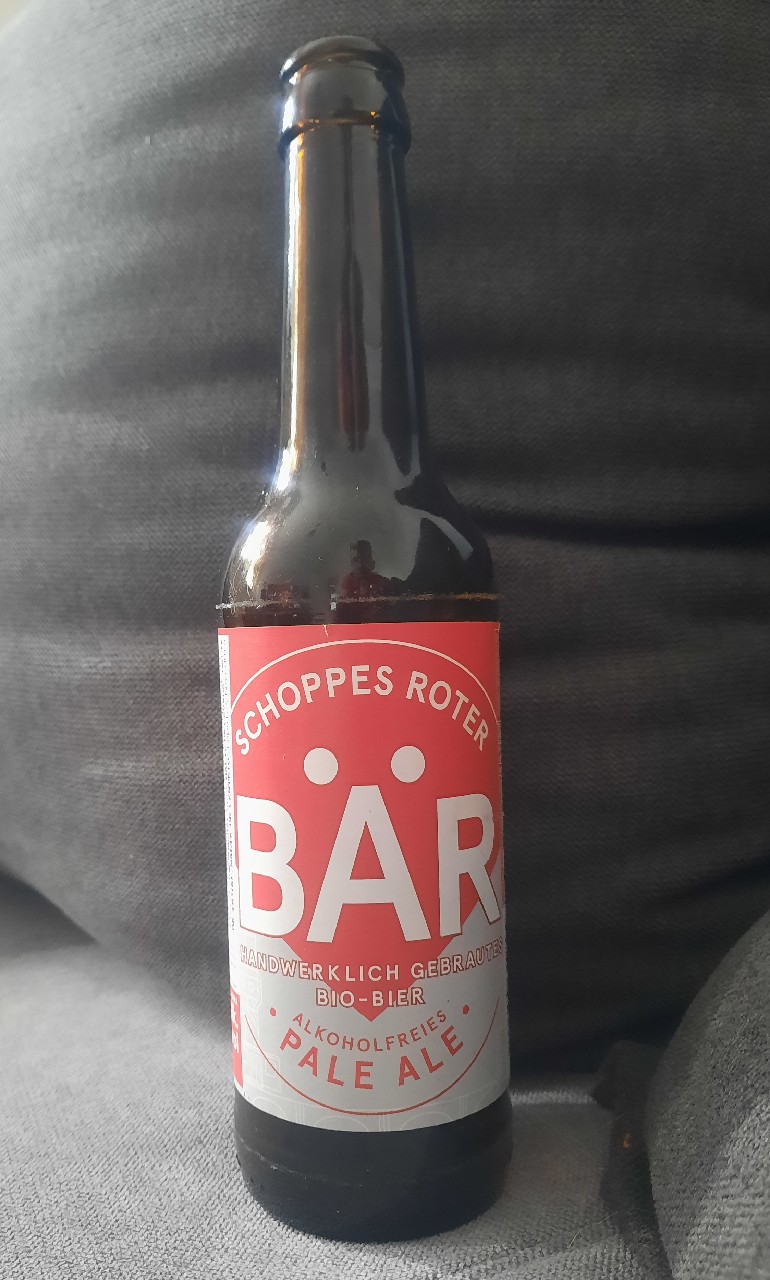 SCHOPPES ROTER
BÄR
HANDWERKLICH GEBRAUTES
BIO-BIER
ALKOHOLFREIES
PALE ALE